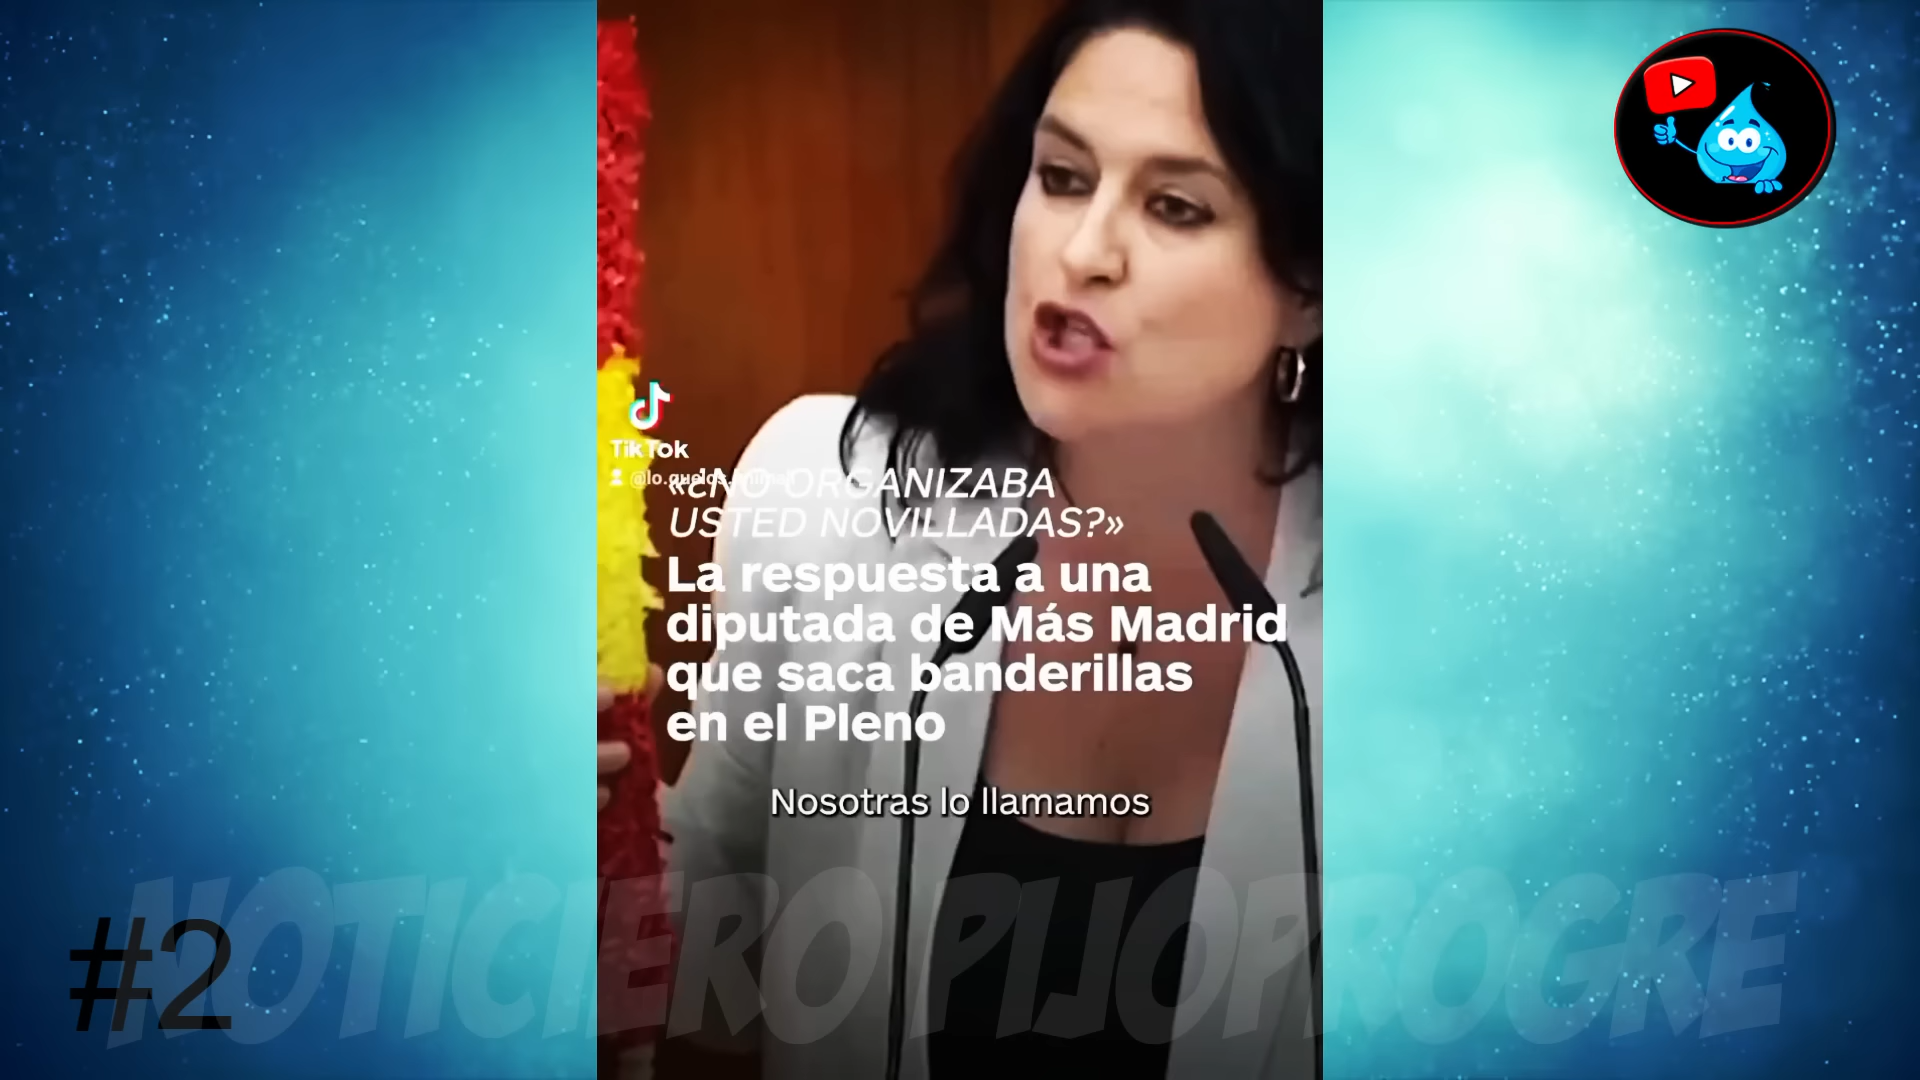 TikTok
«¿NO ORGANIZABA
USTED NOVILLADAS?»
La respuesta a una
diputada de Más Madrid
que saca banderillas
en el Pleno
Nosotras lo llamamos
#2
NOTICIERO PIJOPROGRE